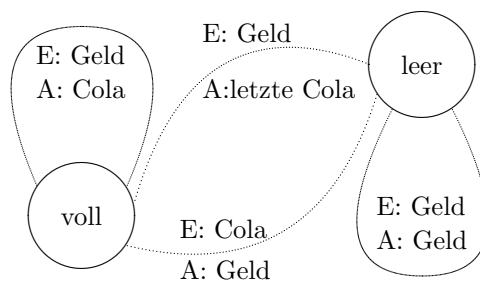 E: Geld
A: Cola
E: Geld
A:letzte Cola
leer
voll
E: Cola
A: Geld
E: Geld
A: Geld